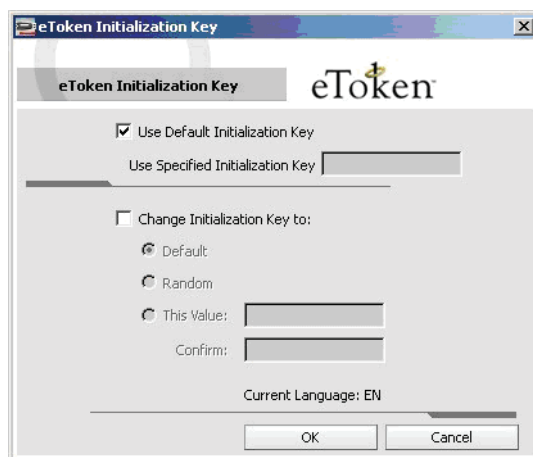 eToken Initialization Key
eToken Initialization Key
eToken
Use Default Initialization Key
Use Specified Initialization Key
Change Initialization Key to:
Default
Random
This Value:
Confirm:
Current Language: EN
OK
Cancel